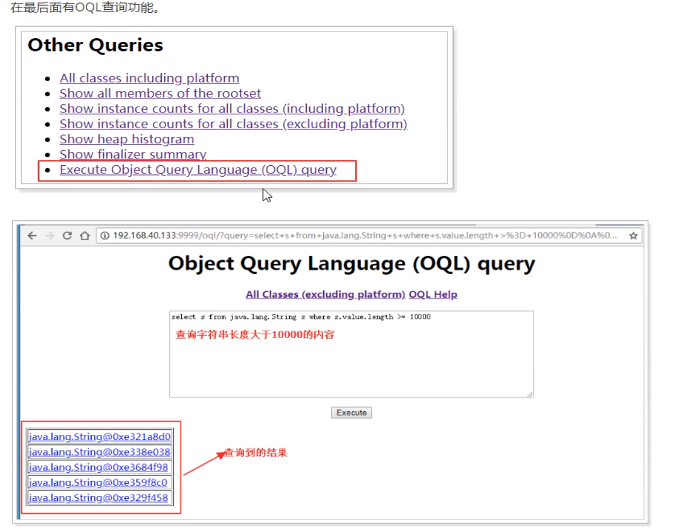 在最后面有OQL查询功能。
Other Queries
All classes including platform
Show all members of the rootset
Show instance counts for all classes (including platform)
Show instance counts for all classes (excluding platform)
Show heap histogram
Show finalizer summary
Execute Object Query Language (OQL) query
192.168.40.133:9999/oql/?query=select+s+from+java.lang.String+s+where+s.value.length+>%3D+10000%0D%0A%0...
Object Query Language (OQL) query
All Classes (excluding platform) OQL Help
select s from java.lang.String s where s.value.length >= 10000
查询字符串长度大于10000的内容
Execute
java.lang.String@0xe321a8d0
java.lang.String@0xe338e038
查询到的结果
java.lang.String@0xe3684f98
java.lang.String@0xe359f8c0
java.lang.String@0xe329f458